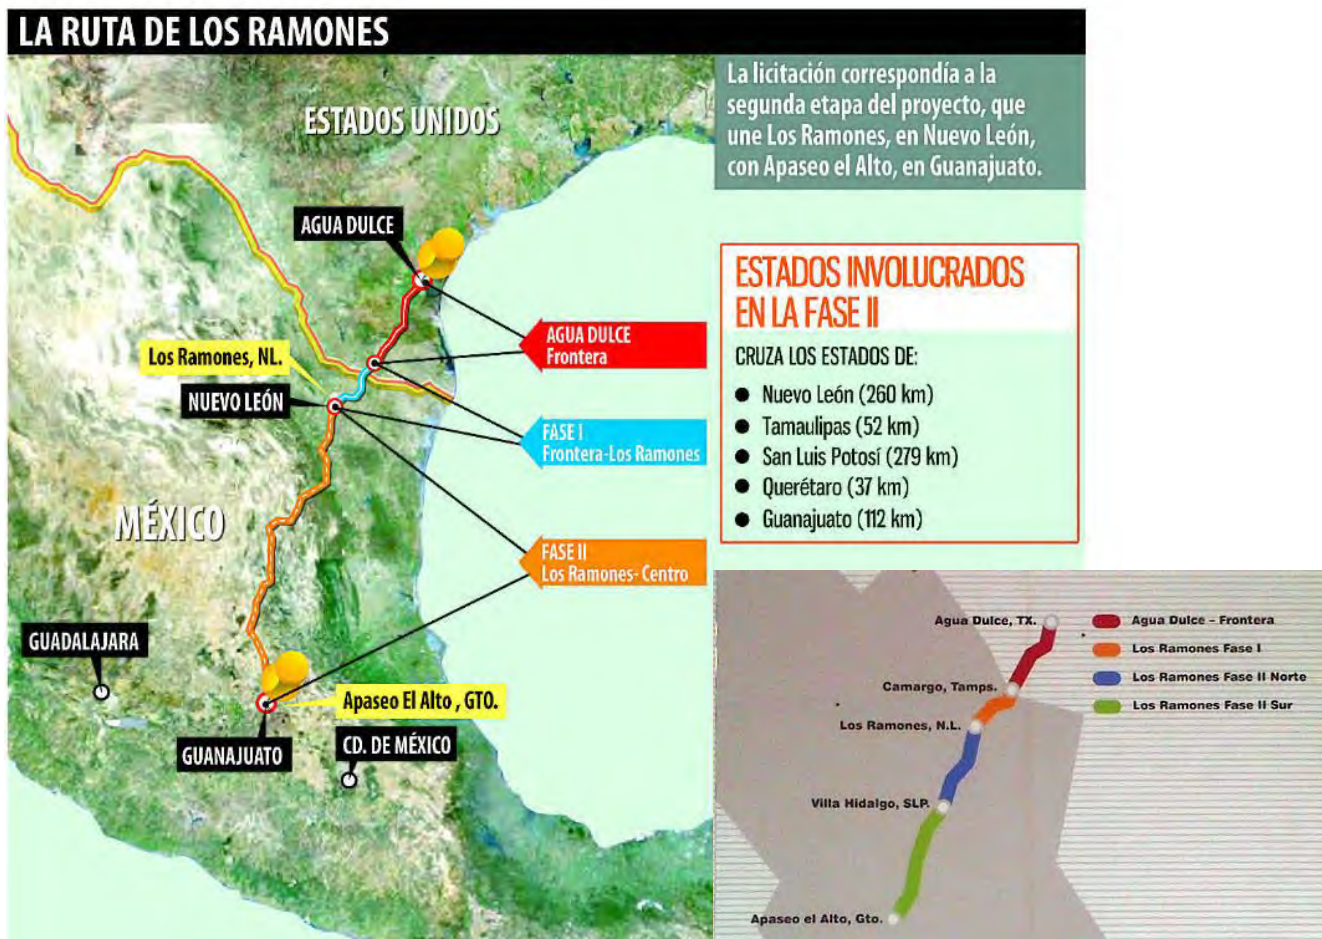 LA RUTA DE LOS RAMONES
La licitación correspondía a la
segunda etapa del proyecto, que
une Los Ramones, en Nuevo León,
con Apaseo el Alto, en Guanajuato.
ESTADOS UNIDOS
AGUA DULCE
AGUA DULCE
Frontera
Los Ramones, NL.
NUEVO LEÓN
FASE I
Frontera-Los Ramones
MÉXICO
FASE II
Los Ramones- Centro
GUADALAJARA
Apaseo El Alto , GTO.
GUANAJUATO
CD. DE MÉXICO
ESTADOS INVOLUCRADOS
EN LA FASE II
CRUZA LOS ESTADOS DE:
● Nuevo León (260 km)
● Tamaulipas (52 km)
● San Luis Potosí (279 km)
● Querétaro (37 km)
● Guanajuato (112 km)
Agua Dulce, TX.
Camargo, Tamps.
Los Ramones, N.L.
Villa Hidalgo, SLP.
Apaseo el Alto, Gto.
Agua Dulce – Frontera
Los Ramones Fase I
Los Ramones Fase II Norte
Los Ramones Fase II Sur